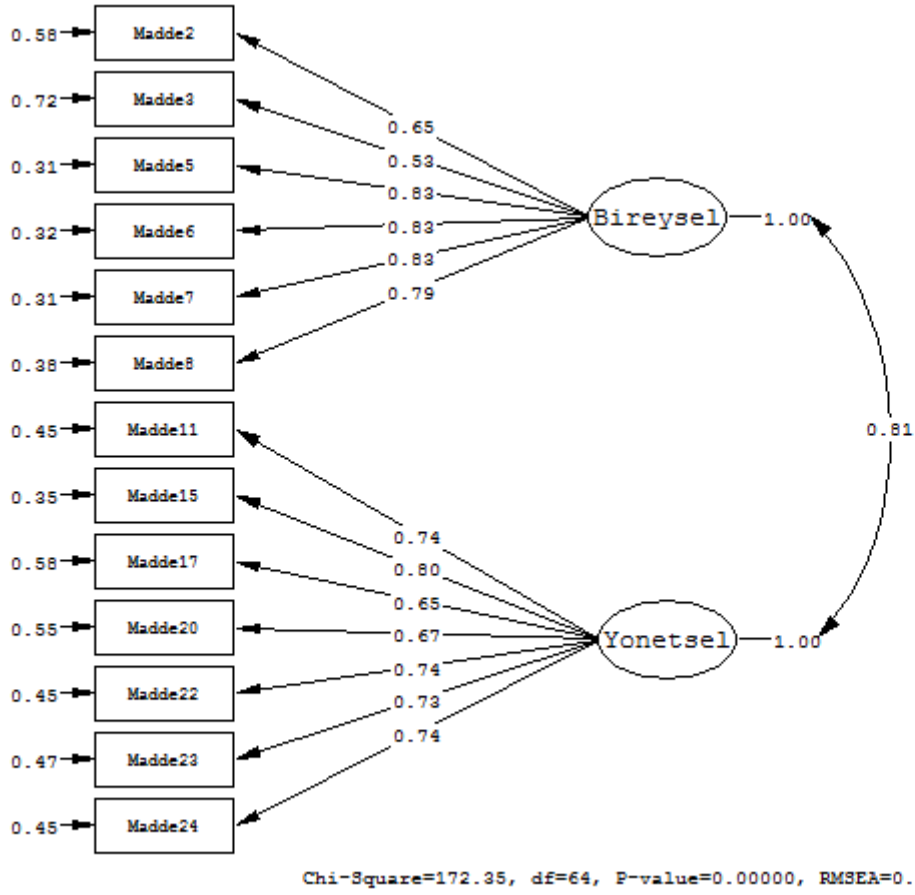 0.58 Madde2
0.72 Madde3
0.65
0.53
0.31 Madde5
0.83
0.32 Madde6
0.83
Bireysel 1.00
0.83
0.31 Madde7
0.79
0.38 Madde8
0.45 Madde11
0.81
0.35 Madde15
0.74
0.80
0.58 Madde17
0.65
0.55 Madde20
0.67
Yonetsel 1.00
0.74
0.45 Madde22
0.73
0.74
0.47 Madde23
0.45 Madde24
Chi-Square=172.35, df=64, P-value=0.00000, RMSEA=0.